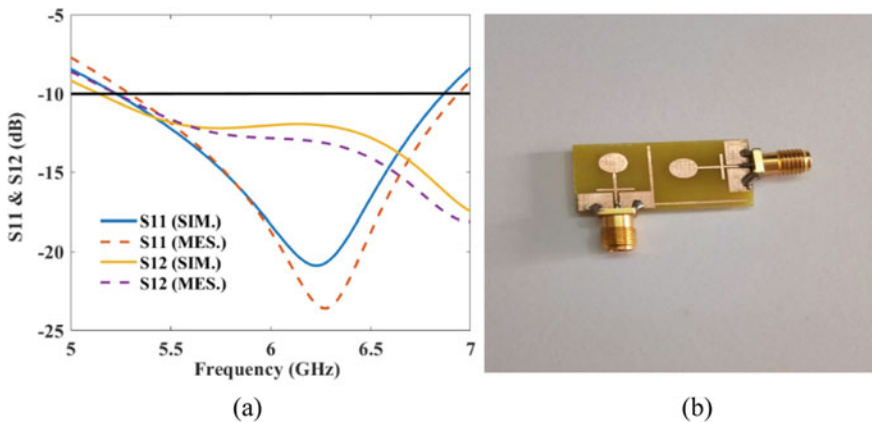 -5
-10
-15
-20
-25
S11 & S12 (dB)
S11 (SIM.)
S11 (MES.)
S12 (SIM.)
S12 (MES.)
5
5.5
6
6.5
7
Frequency (GHz)
(a)
(b)